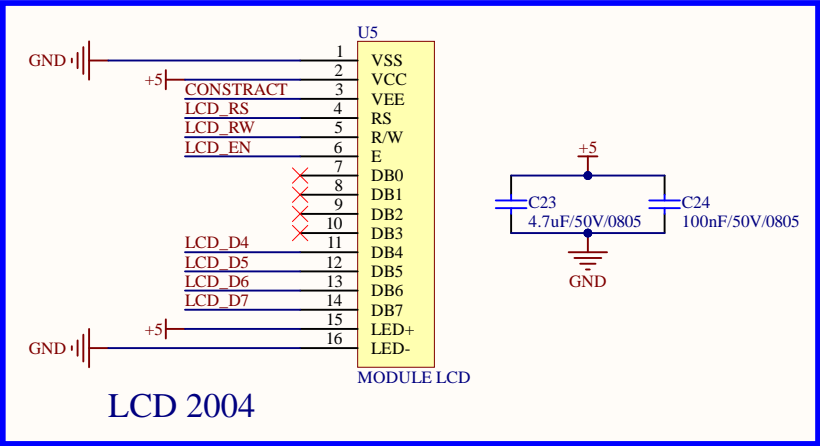 U5
GND
1
VSS
+5
2
VCC
CONSTRACT
3
VEE
LCD_RS
4
RS
LCD_RW
5
R/W
LCD_EN
6
E
7
DB0
8
DB1
9
DB2
10
DB3
LCD_D4
11
DB4
LCD_D5
12
DB5
LCD_D6
13
DB6
LCD_D7
14
DB7
+5
15
LED+
GND
16
LED-
MODULE LCD
LCD 2004
+5
C23
4.7uF/50V/0805
C24
100nF/50V/0805
GND